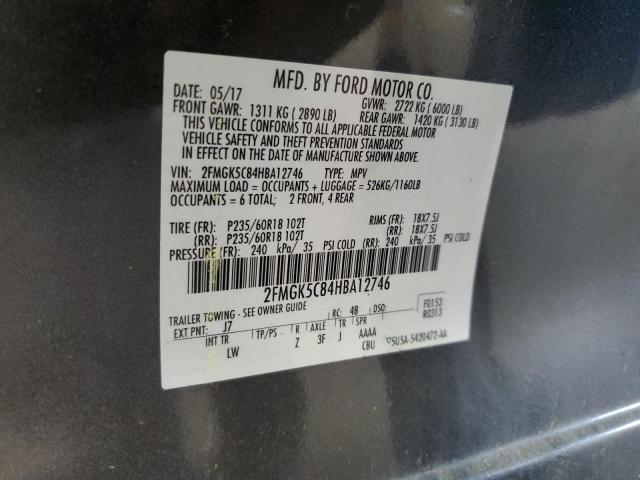 MFD. BY FORD MOTOR CO.
DATE: 05/17 GVWR: 2722 KG ( 6000 LB)
FRONT GAWR: 1311 KG ( 2890 LB) REAR GAWR: 1420 KG ( 3130 LB)
THIS VEHICLE CONFORMS TO ALL APPLICABLE FEDERAL MOTOR
VEHICLE SAFETY AND THEFT PREVENTION STANDARDS
IN EFFECT ON THE DATE OF MANUFACTURE SHOWN ABOVE.
VIN: 2FMGK5C84HBA12746 TYPE: MPV
MAXIMUM LOAD = OCCUPANTS + LUGGAGE = 526KG/1160LB
OCCUPANTS = 6 TOTAL; 2 FRONT, 4 REAR
TIRE (FR): P235/60R18 102T RIMS (FR): 18X7.5J
(RR): P235/60R18 102T (RR): 18X7.5J
PRESSURE (FR): 240 kPa/ 35 PSI COLD (RR): 240 kPa/ 35 PSI COLD
2FMGK5C84HBA12746
TRAILER TOWING - SEE OWNER GUIDE RC: 48 DSO: F0153
EXT PNT: J7 R0313
INT TR TP/PS R AXLE TR SPR
LW Z 3F J AAAA
CBU 5U5A-5420472-AA